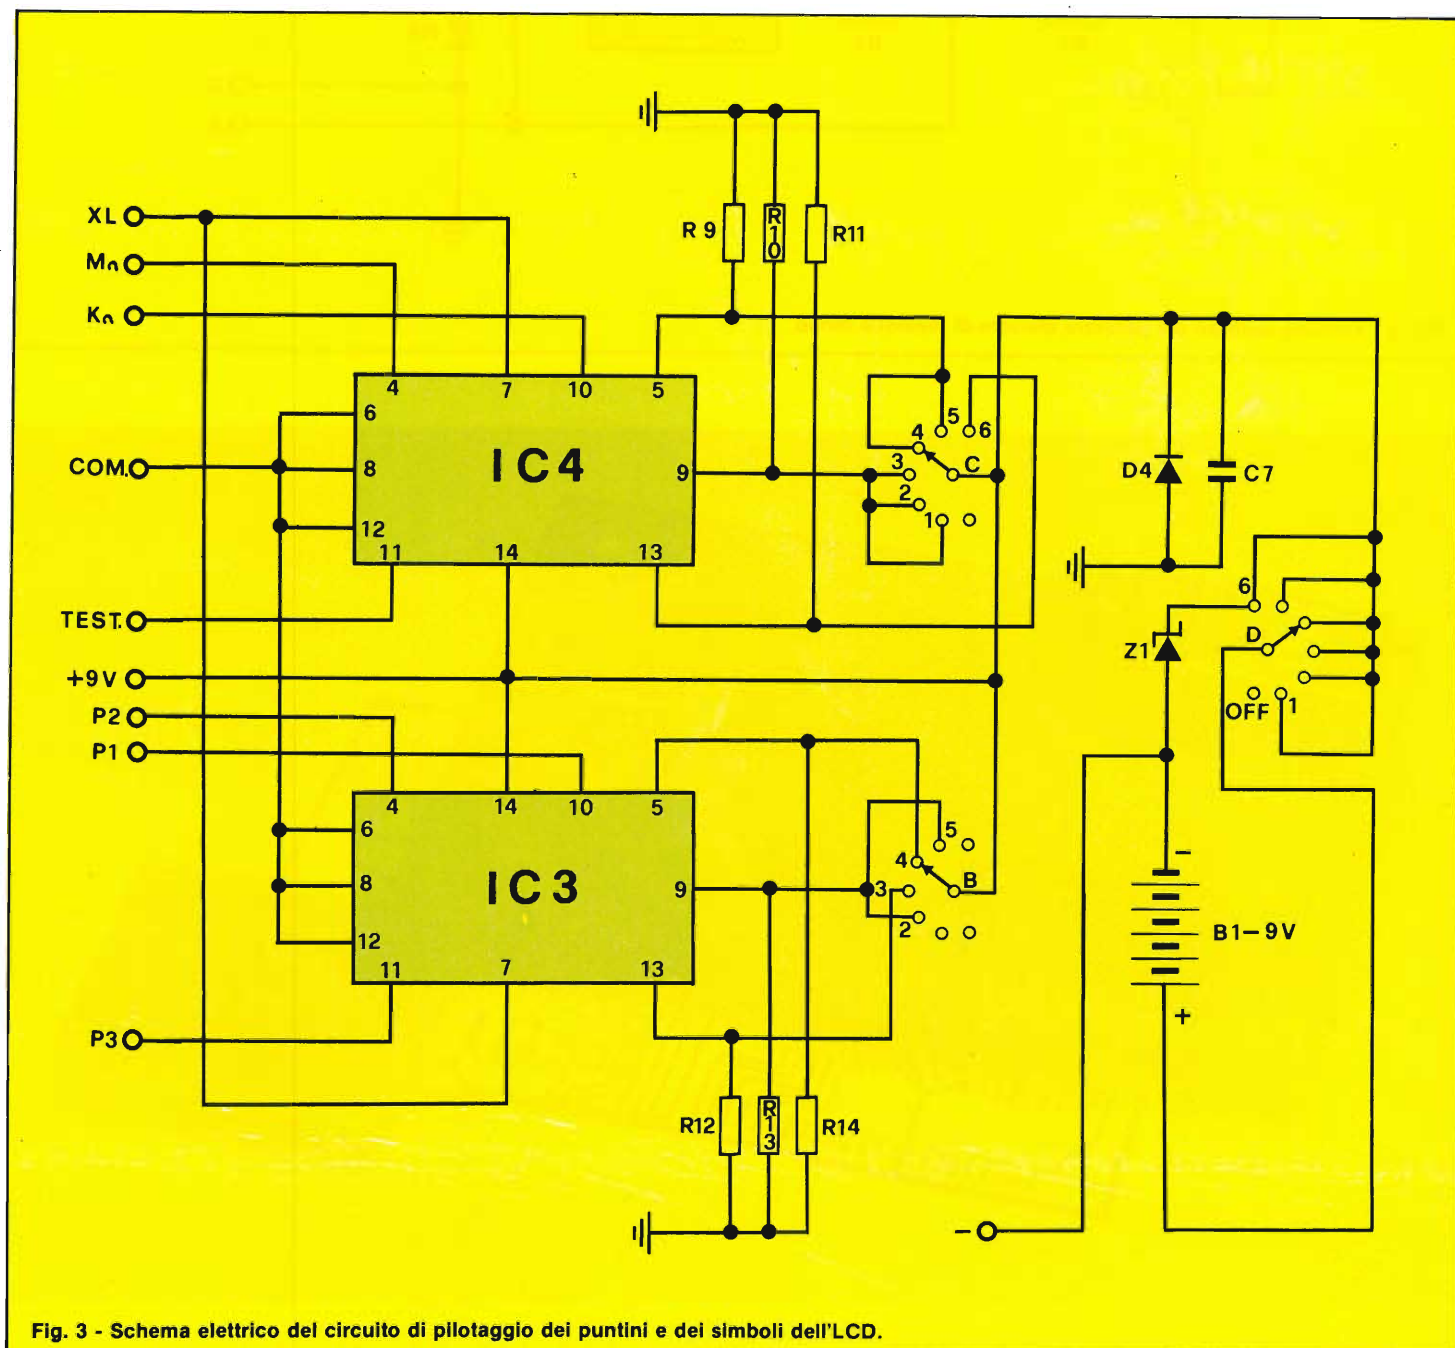 XL
Mn
Kn
COM.
TEST.
+9V
P2
P1
P3
R9
R10
R11
4
7
10
5
6
8
12
IC4
9
11
14
13
5
6
4
3
C
2
1
D4
C7
6
D
Z1
OFF
1
4
14
10
5
6
8
12
IC3
9
11
7
13
5
4
3
B
2
-
B1-9V
+
R12
R13
R14
-
Fig. 3 - Schema elettrico del circuito di pilotaggio dei puntini e dei simboli dell'LCD.